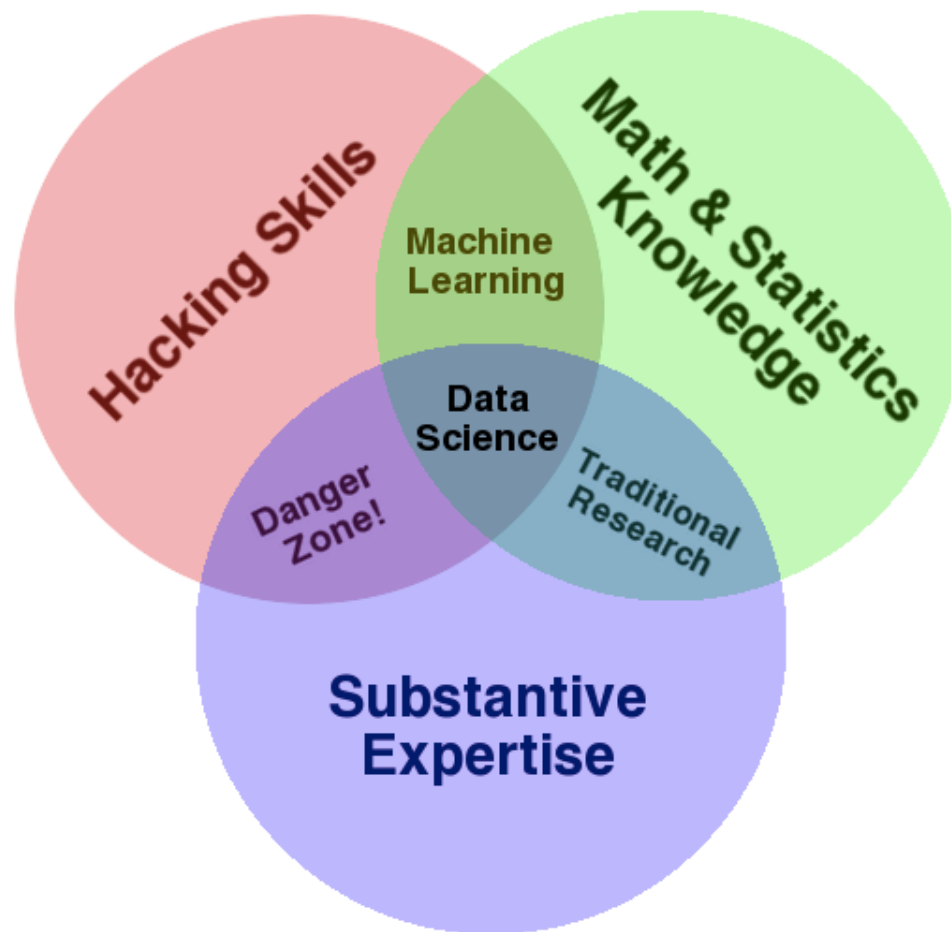 Hacking Skills
Math & Statistics
Knowledge
Machine
Learning
Data
Science
Danger
Zone!
Traditional
Research
Substantive
Expertise